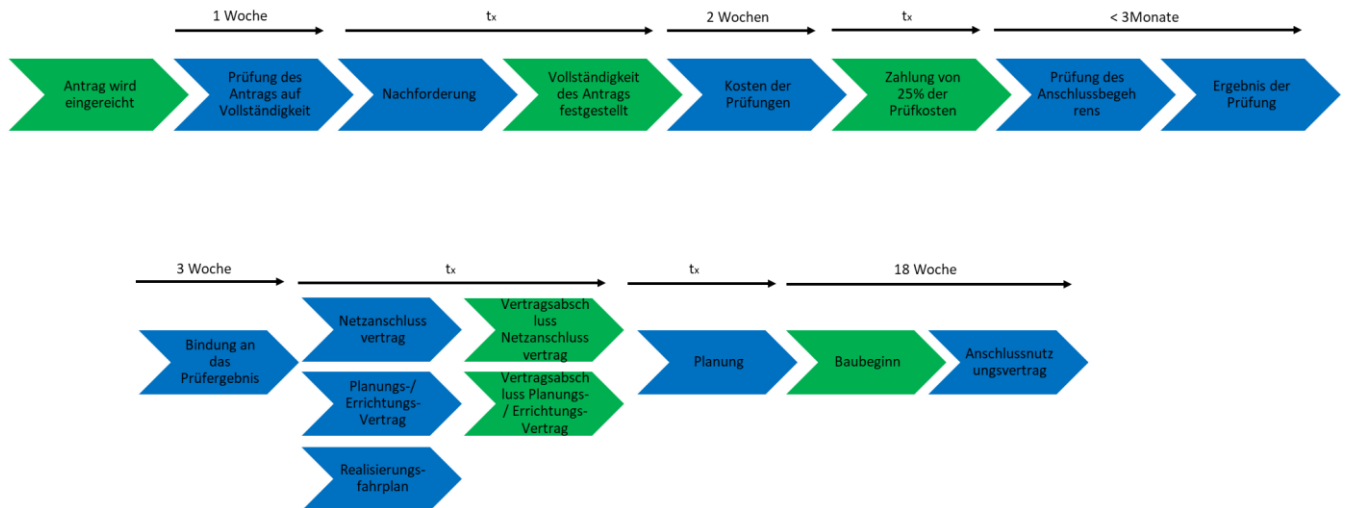 1 Woche
tx
2 Wochen
tx
< 3Monate
Antrag wird
eingereicht
Prüfung des
Antrags auf
Vollständigkeit
Nachforderung
Vollständigkeit
des Antrags
festgestellt
Kosten der
Prüfungen
Zahlung von
25% der
Prüfkosten
Prüfung des
Anschlussbegeh
rens
Ergebnis der
Prüfung
3 Woche
tx
tx
18 Woche
Bindung an
das
Prüfergebnis
Netzanschluss
vertrag
Vertragsabsch
luss
Netzanschluss
vertrag
Planungs-/
Errichtungs-
Vertrag
Vertragsabsch
luss Planungs-
/ Errichtungs-
Vertrag
Realisierungs-
fahrplan
Planung
Baubeginn
Anschlussnutz
ungsvertrag